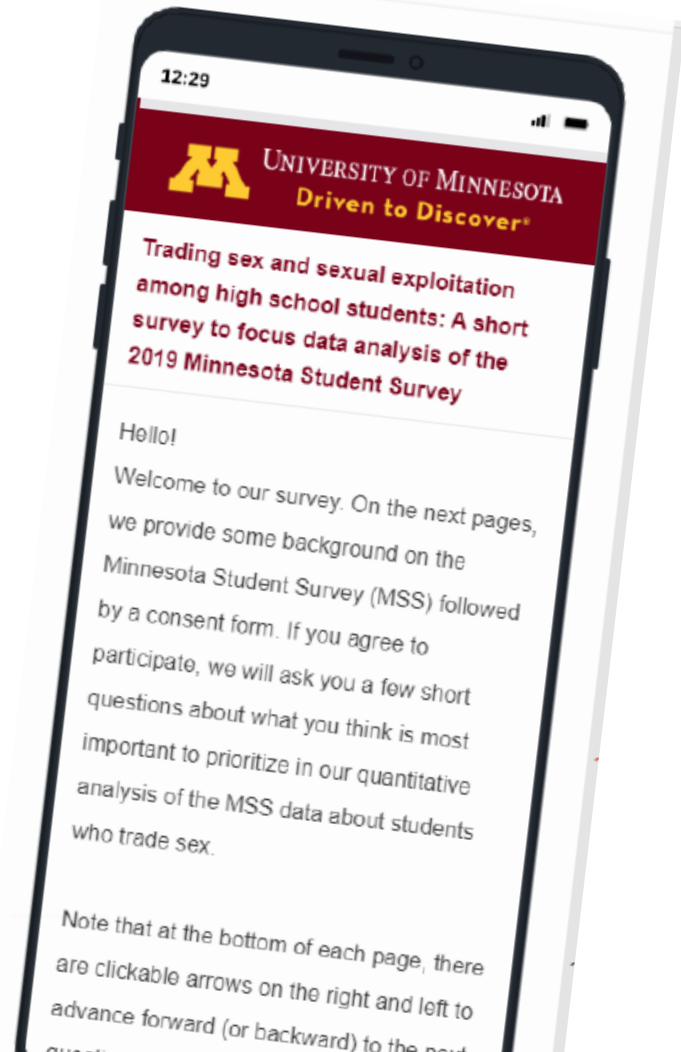 12:29
UNIVERSITY OF MINNESOTA
Driven to Discover®
Trading sex and sexual exploitation
among high school students: A short
survey to focus data analysis of the
2019 Minnesota Student Survey
Hello!
Welcome to our survey. On the next pages,
we provide some background on the
Minnesota Student Survey (MSS) followed
by a consent form. If you agree to
participate, we will ask you a few short
questions about what you think is most
important to prioritize in our quantitative
analysis of the MSS data about students
who trade sex.
Note that at the bottom of each page, there
are clickable arrows on the right and left to
advance forward (or backward) to the next